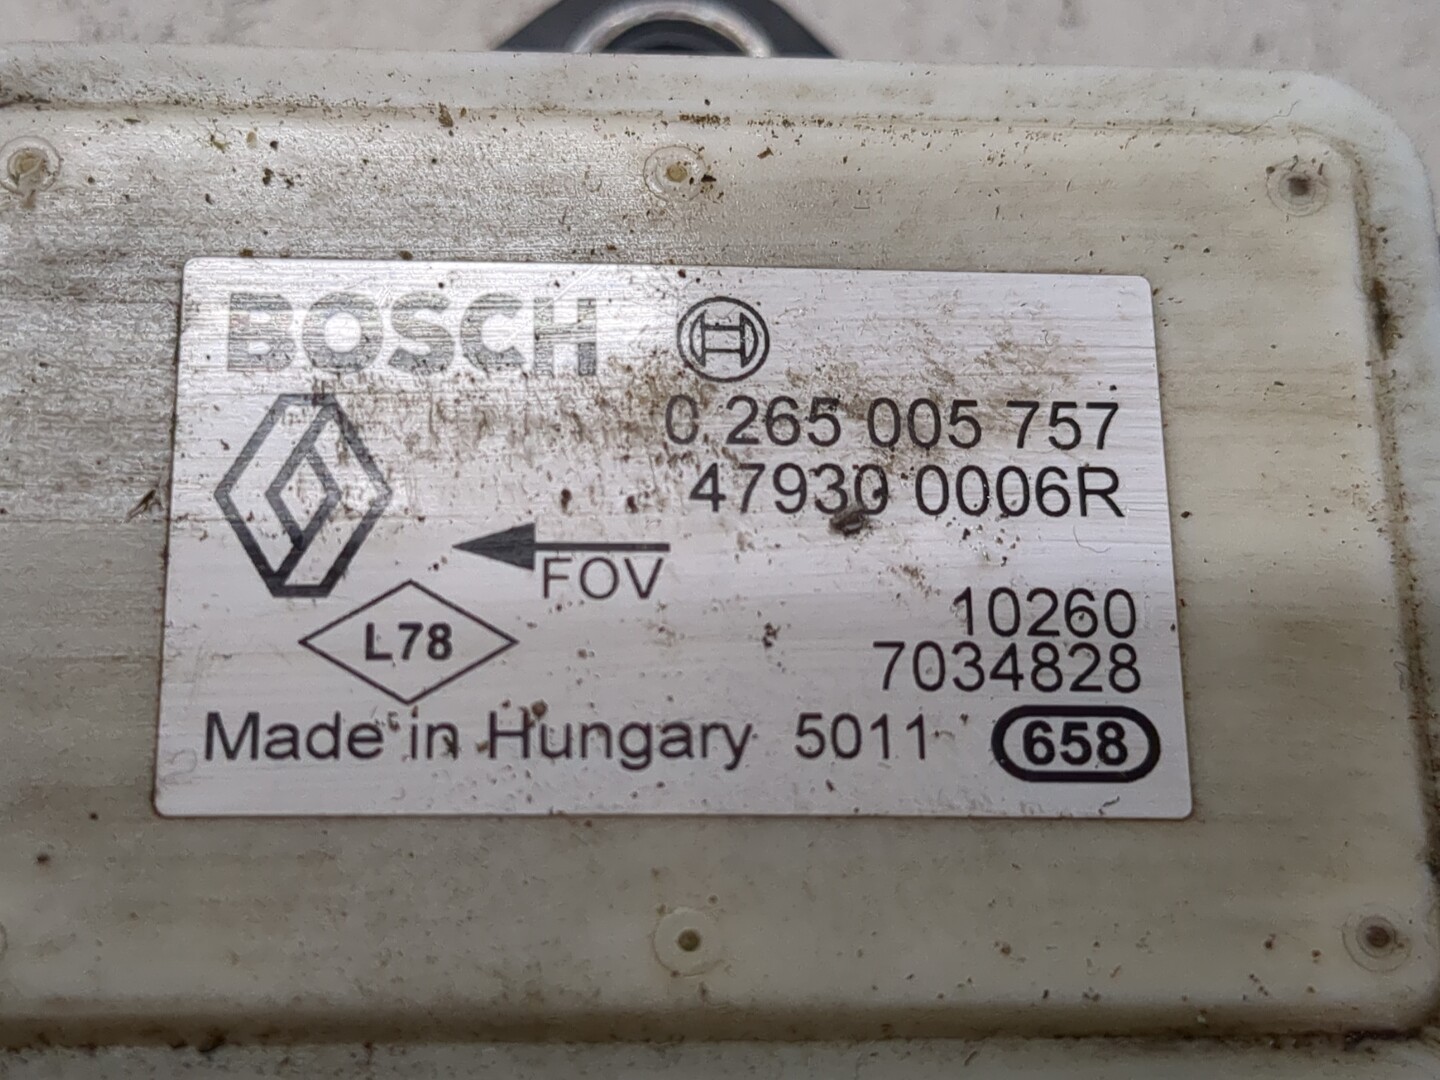 BOSCH
0 265 005 757
47930 0006R
FOV
10260
L78
7034828
Made in Hungary 5011 658